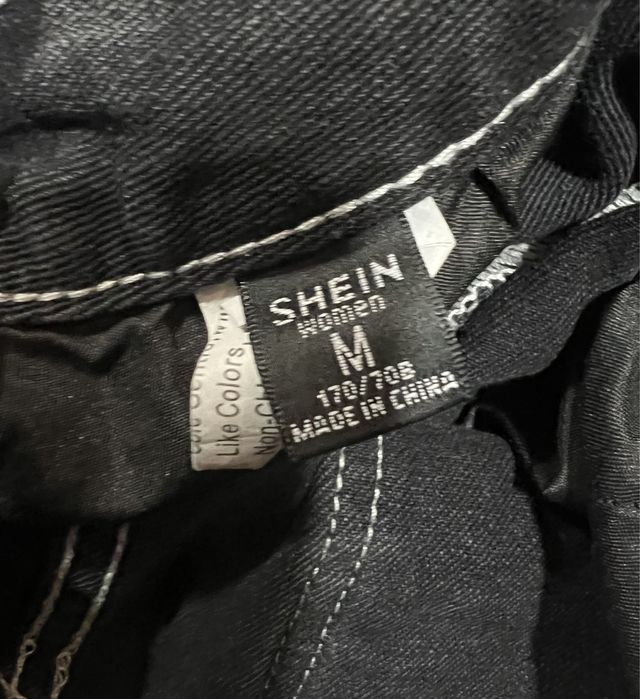 SHEIN
Women
M
170/70B
MADE IN CHINA
Like Colors